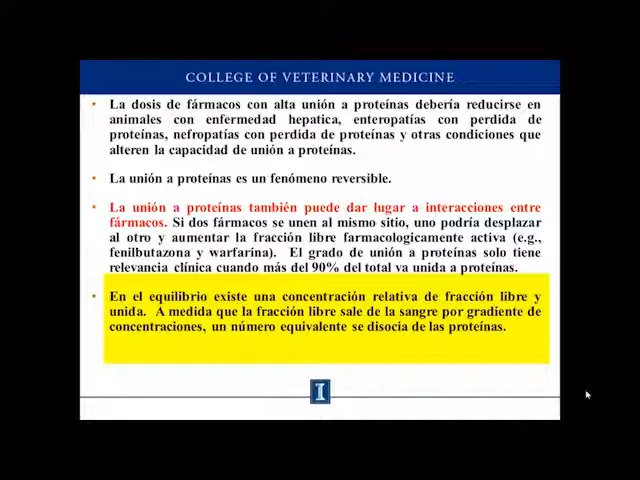 COLLEGE OF VETERINARY MEDICINE
• La dosis de fármacos con alta unión a proteínas debería reducirse en
animales con enfermedad hepatica, enteropatías con perdida de
proteínas, nefropatías con perdida de proteínas y otras condiciones que
alteren la capacidad de unión a proteínas.
• La unión a proteínas es un fenómeno reversible.
• La unión a proteínas también puede dar lugar a interacciones entre
fármacos. Si dos fármacos se unen al mismo sitio, uno podría desplazar
al otro y aumentar la fracción libre farmacologicamente activa (e.g.,
fenilbutazona y warfarina). El grado de unión a proteínas solo tiene
relevancia clínica cuando más del 90% del total va unida a proteínas.
• En el equilibrio existe una concentración relativa de fracción libre y
unida. A medida que la fracción libre sale de la sangre por gradiente de
concentraciones, un número equivalente se disocia de las proteínas.
I